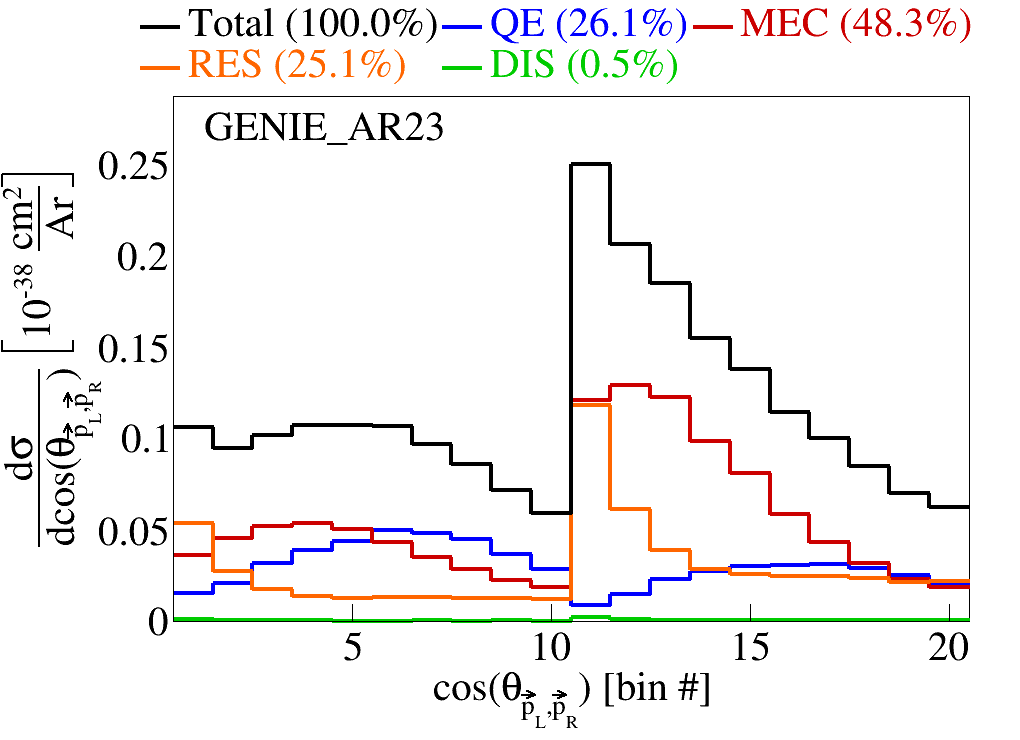 Total (100.0%) QE (26.1%) MEC (48.3%)
RES (25.1%) DIS (0.5%)
GENIE_AR23
dσ
dcos(θ p⃗L,p⃗R)
[10-38 cm2 Ar]
0.25
0.2
0.15
0.1
0.05
0
5 10 15 20
cos(θ p⃗L,p⃗R) [bin #]